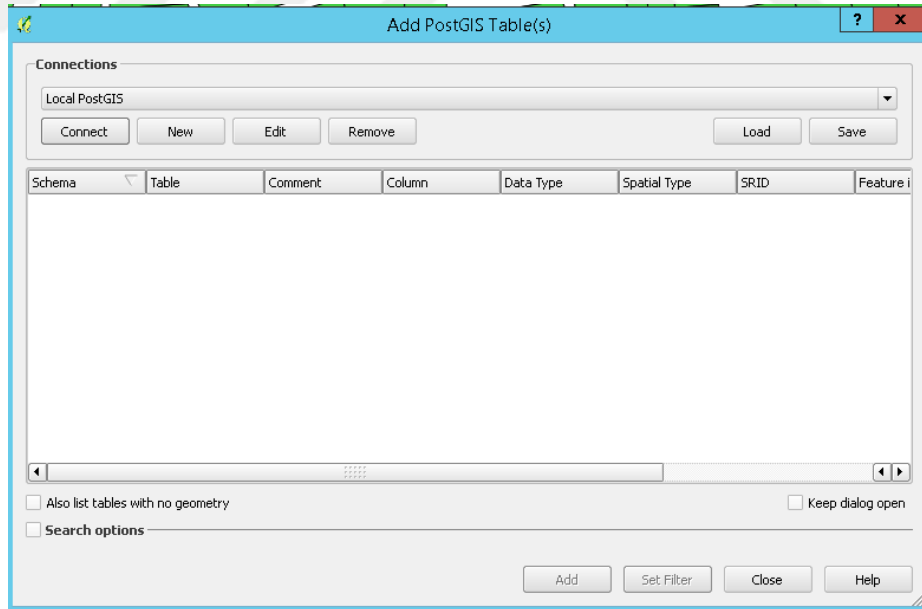 Add PostGIS Table(s)
? x
Connections
Local PostGIS
Connect New Edit Remove Load Save
Schema Table Comment Column Data Type Spatial Type SRID Feature i
Also list tables with no geometry Keep dialog open
Search options
Add Set Filter Close Help